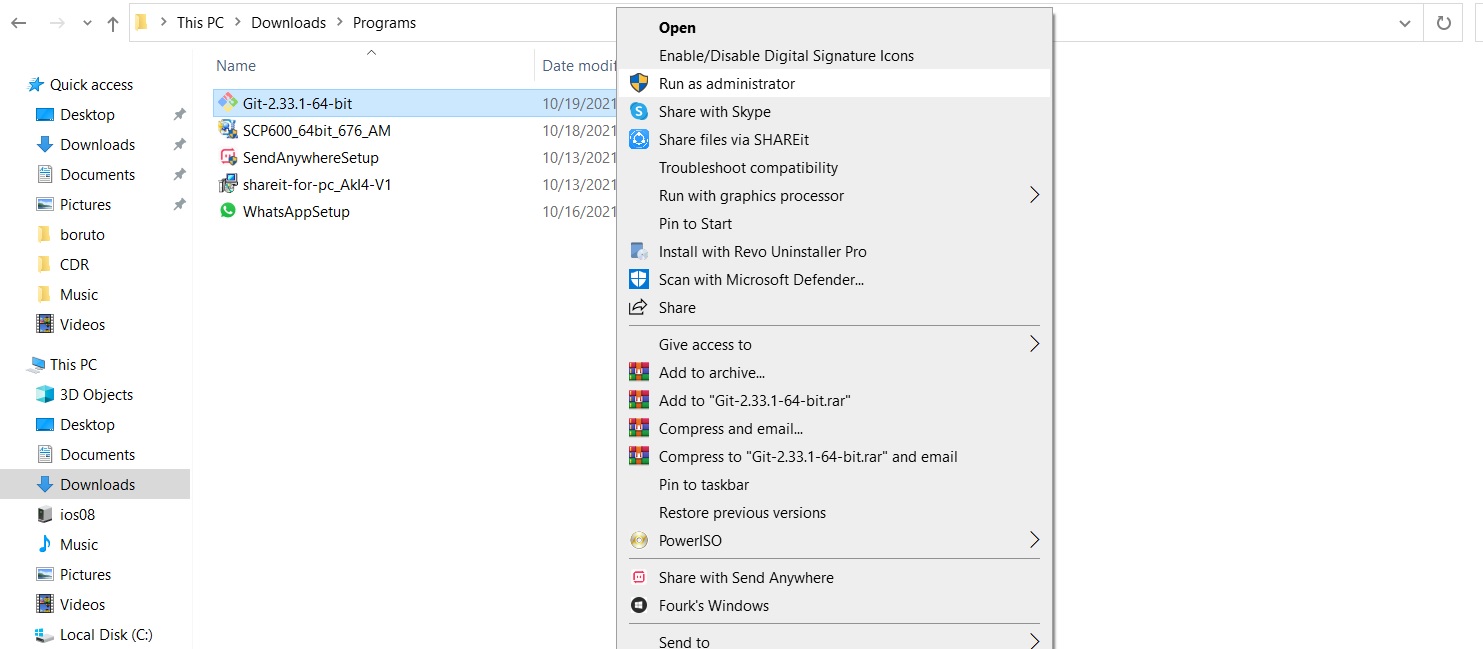 This PC > Downloads > Programs
Name
Date modif
Quick access
Desktop
Downloads
Documents
Pictures
boruto
CDR
Music
Videos
This PC
3D Objects
Desktop
Documents
Downloads
ios08
Music
Pictures
Videos
Local Disk (C:)
Git-2.33.1-64-bit 10/19/2021
SCP600_64bit_676_AM 10/18/2021
SendAnywhereSetup 10/13/2021
shareit-for-pc_Akl4-V1 10/13/2021
WhatsAppSetup 10/16/2021
Open
Enable/Disable Digital Signature Icons
Run as administrator
Share with Skype
Share files via SHAREit
Troubleshoot compatibility
Run with graphics processor
Pin to Start
Install with Revo Uninstaller Pro
Scan with Microsoft Defender...
Share
Give access to
Add to archive...
Add to "Git-2.33.1-64-bit.rar"
Compress and email...
Compress to "Git-2.33.1-64-bit.rar" and email
Pin to taskbar
Restore previous versions
PowerISO
Share with Send Anywhere
Fourk's Windows
Send to